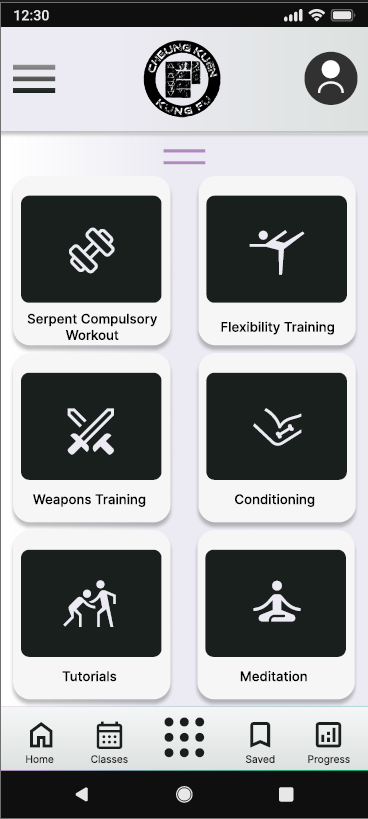 12:30
CHEUNG KUEN
KUNG FU
Serpent Compulsory
Workout
Flexibility Training
Weapons Training
Conditioning
Tutorials
Meditation
Home
Classes
Saved
Progress